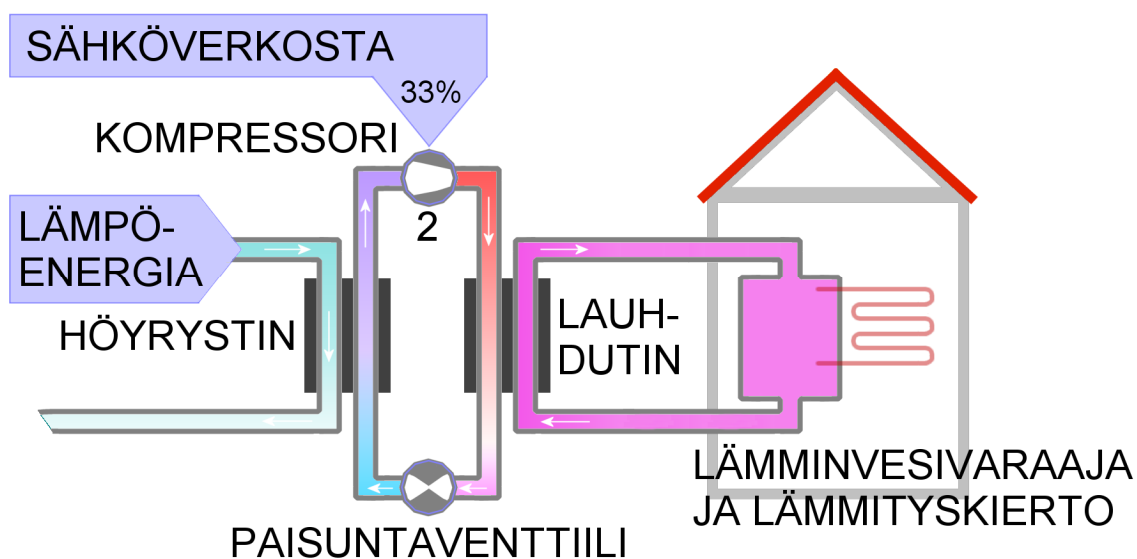 SÄHKÖVERKOSTA
33%
KOMPRESSORI
2
LÄMPÖ-
ENERGIA
HÖYRYSTIN
LAUH-
DUTIN
LÄMMINVESIVARAAJA
JA LÄMMITYSKIERTO
PAISUNTAVENTTIILI